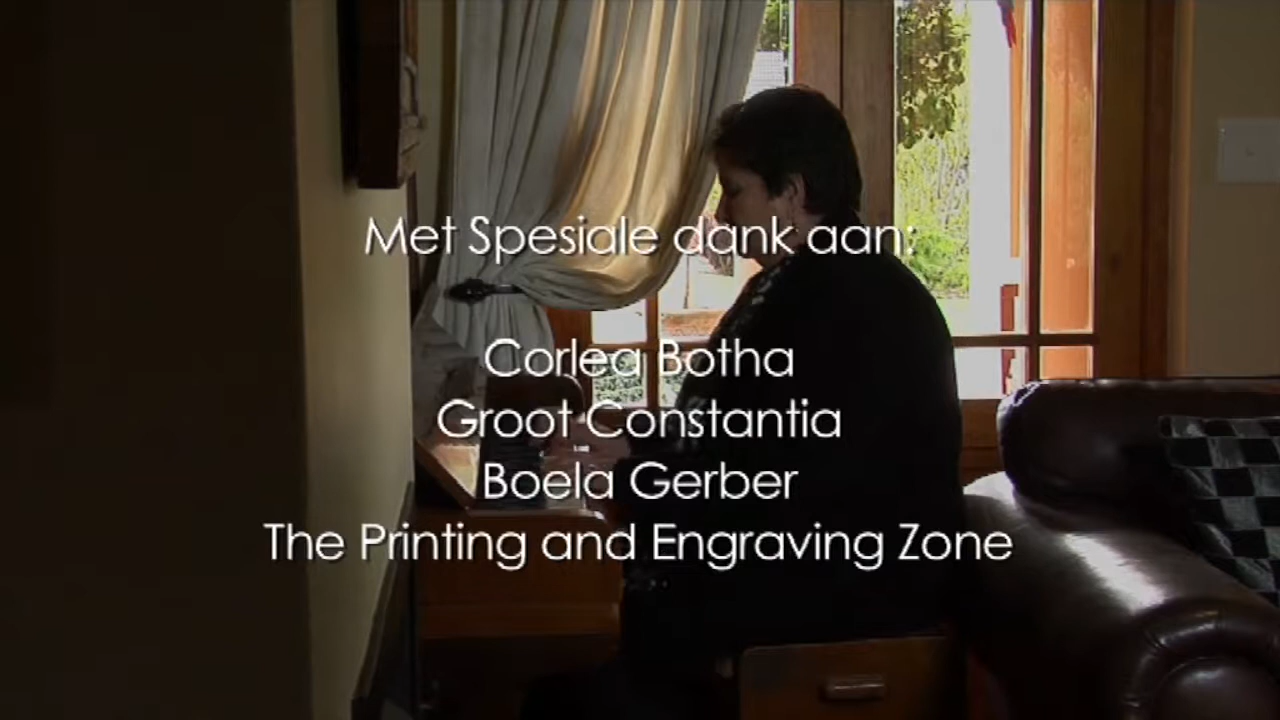 Met Spesiale dank aan:
Corlea Botha
Groot Constantia
Boela Gerber
The Printing and Engraving Zone